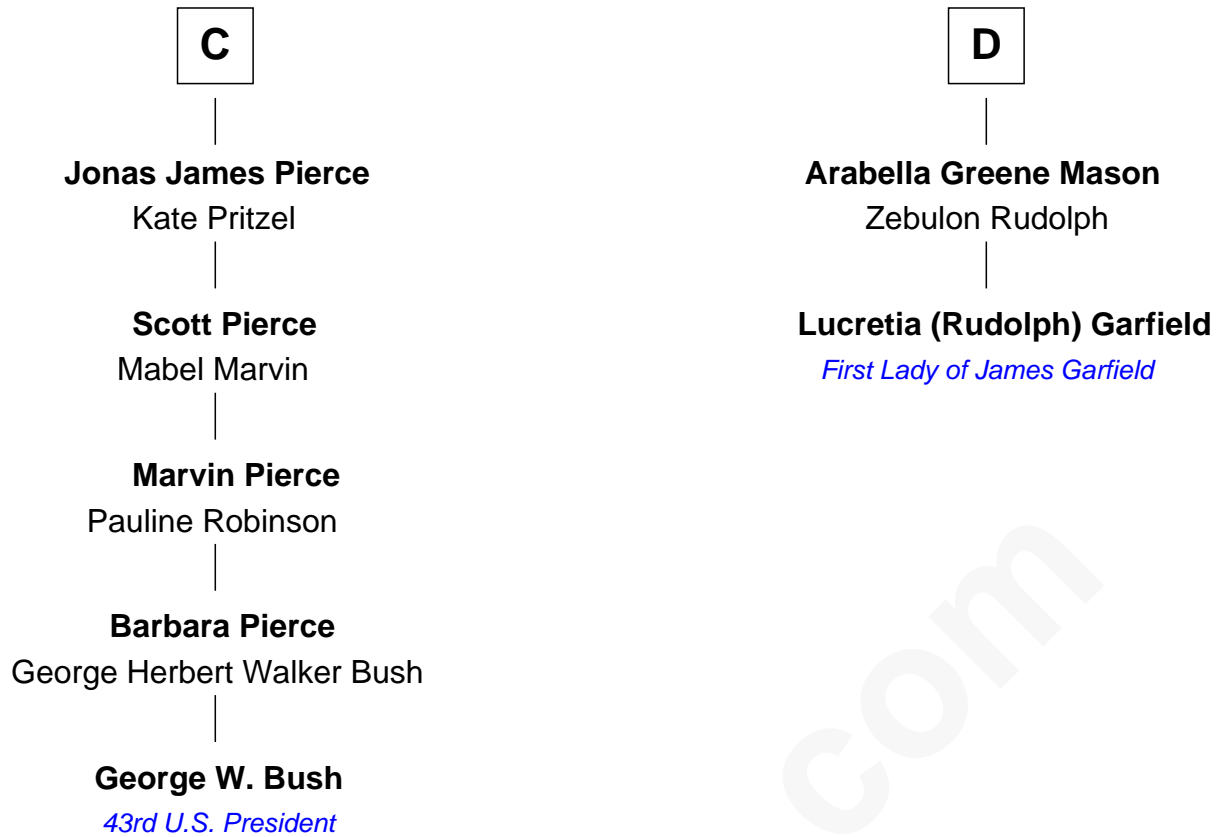 C
Jonas James Pierce
Kate Pritzel
Scott Pierce
Mabel Marvin
Marvin Pierce
Pauline Robinson
Barbara Pierce
George Herbert Walker Bush
George W. Bush
43rd U.S. President
D
Arabella Greene Mason
Zebulon Rudolph
Lucretia (Rudolph) Garfield
First Lady of James Garfield
com